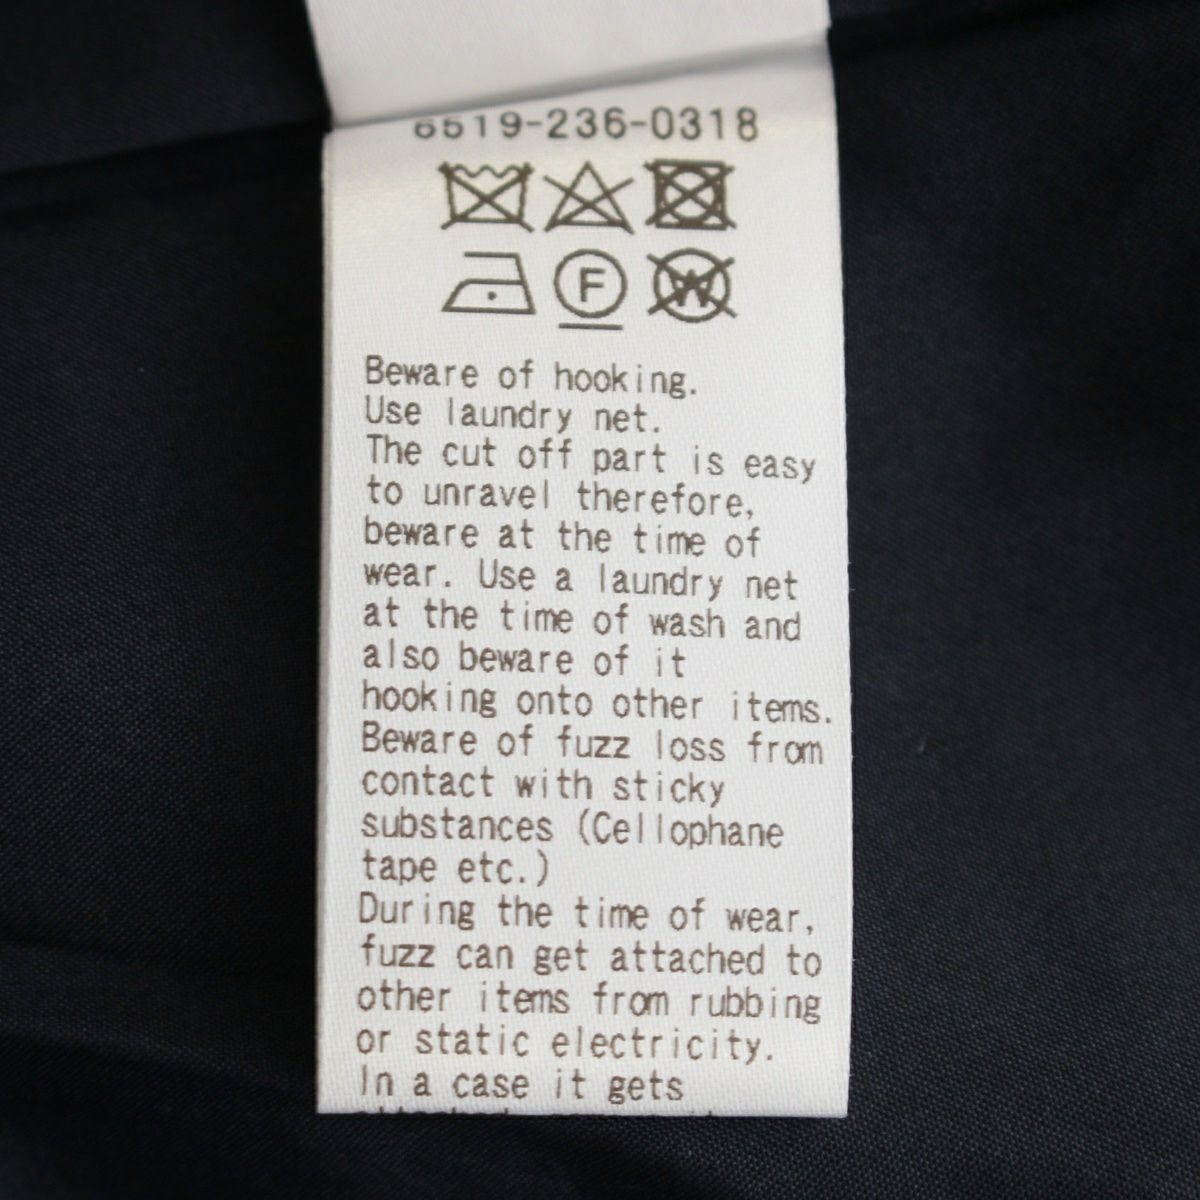 6519-236-0318
F
W
Beware of hooking.
Use laundry net.
The cut off part is easy
to unravel therefore,
beware at the time of
wear. Use a laundry net
at the time of wash and
also beware of it
hooking onto other items.
Beware of fuzz loss from
contact with sticky
substances (Cellophane
tape etc.)
During the time of wear,
fuzz can get attached to
other items from rubbing
or static electricity.
In a case it gets